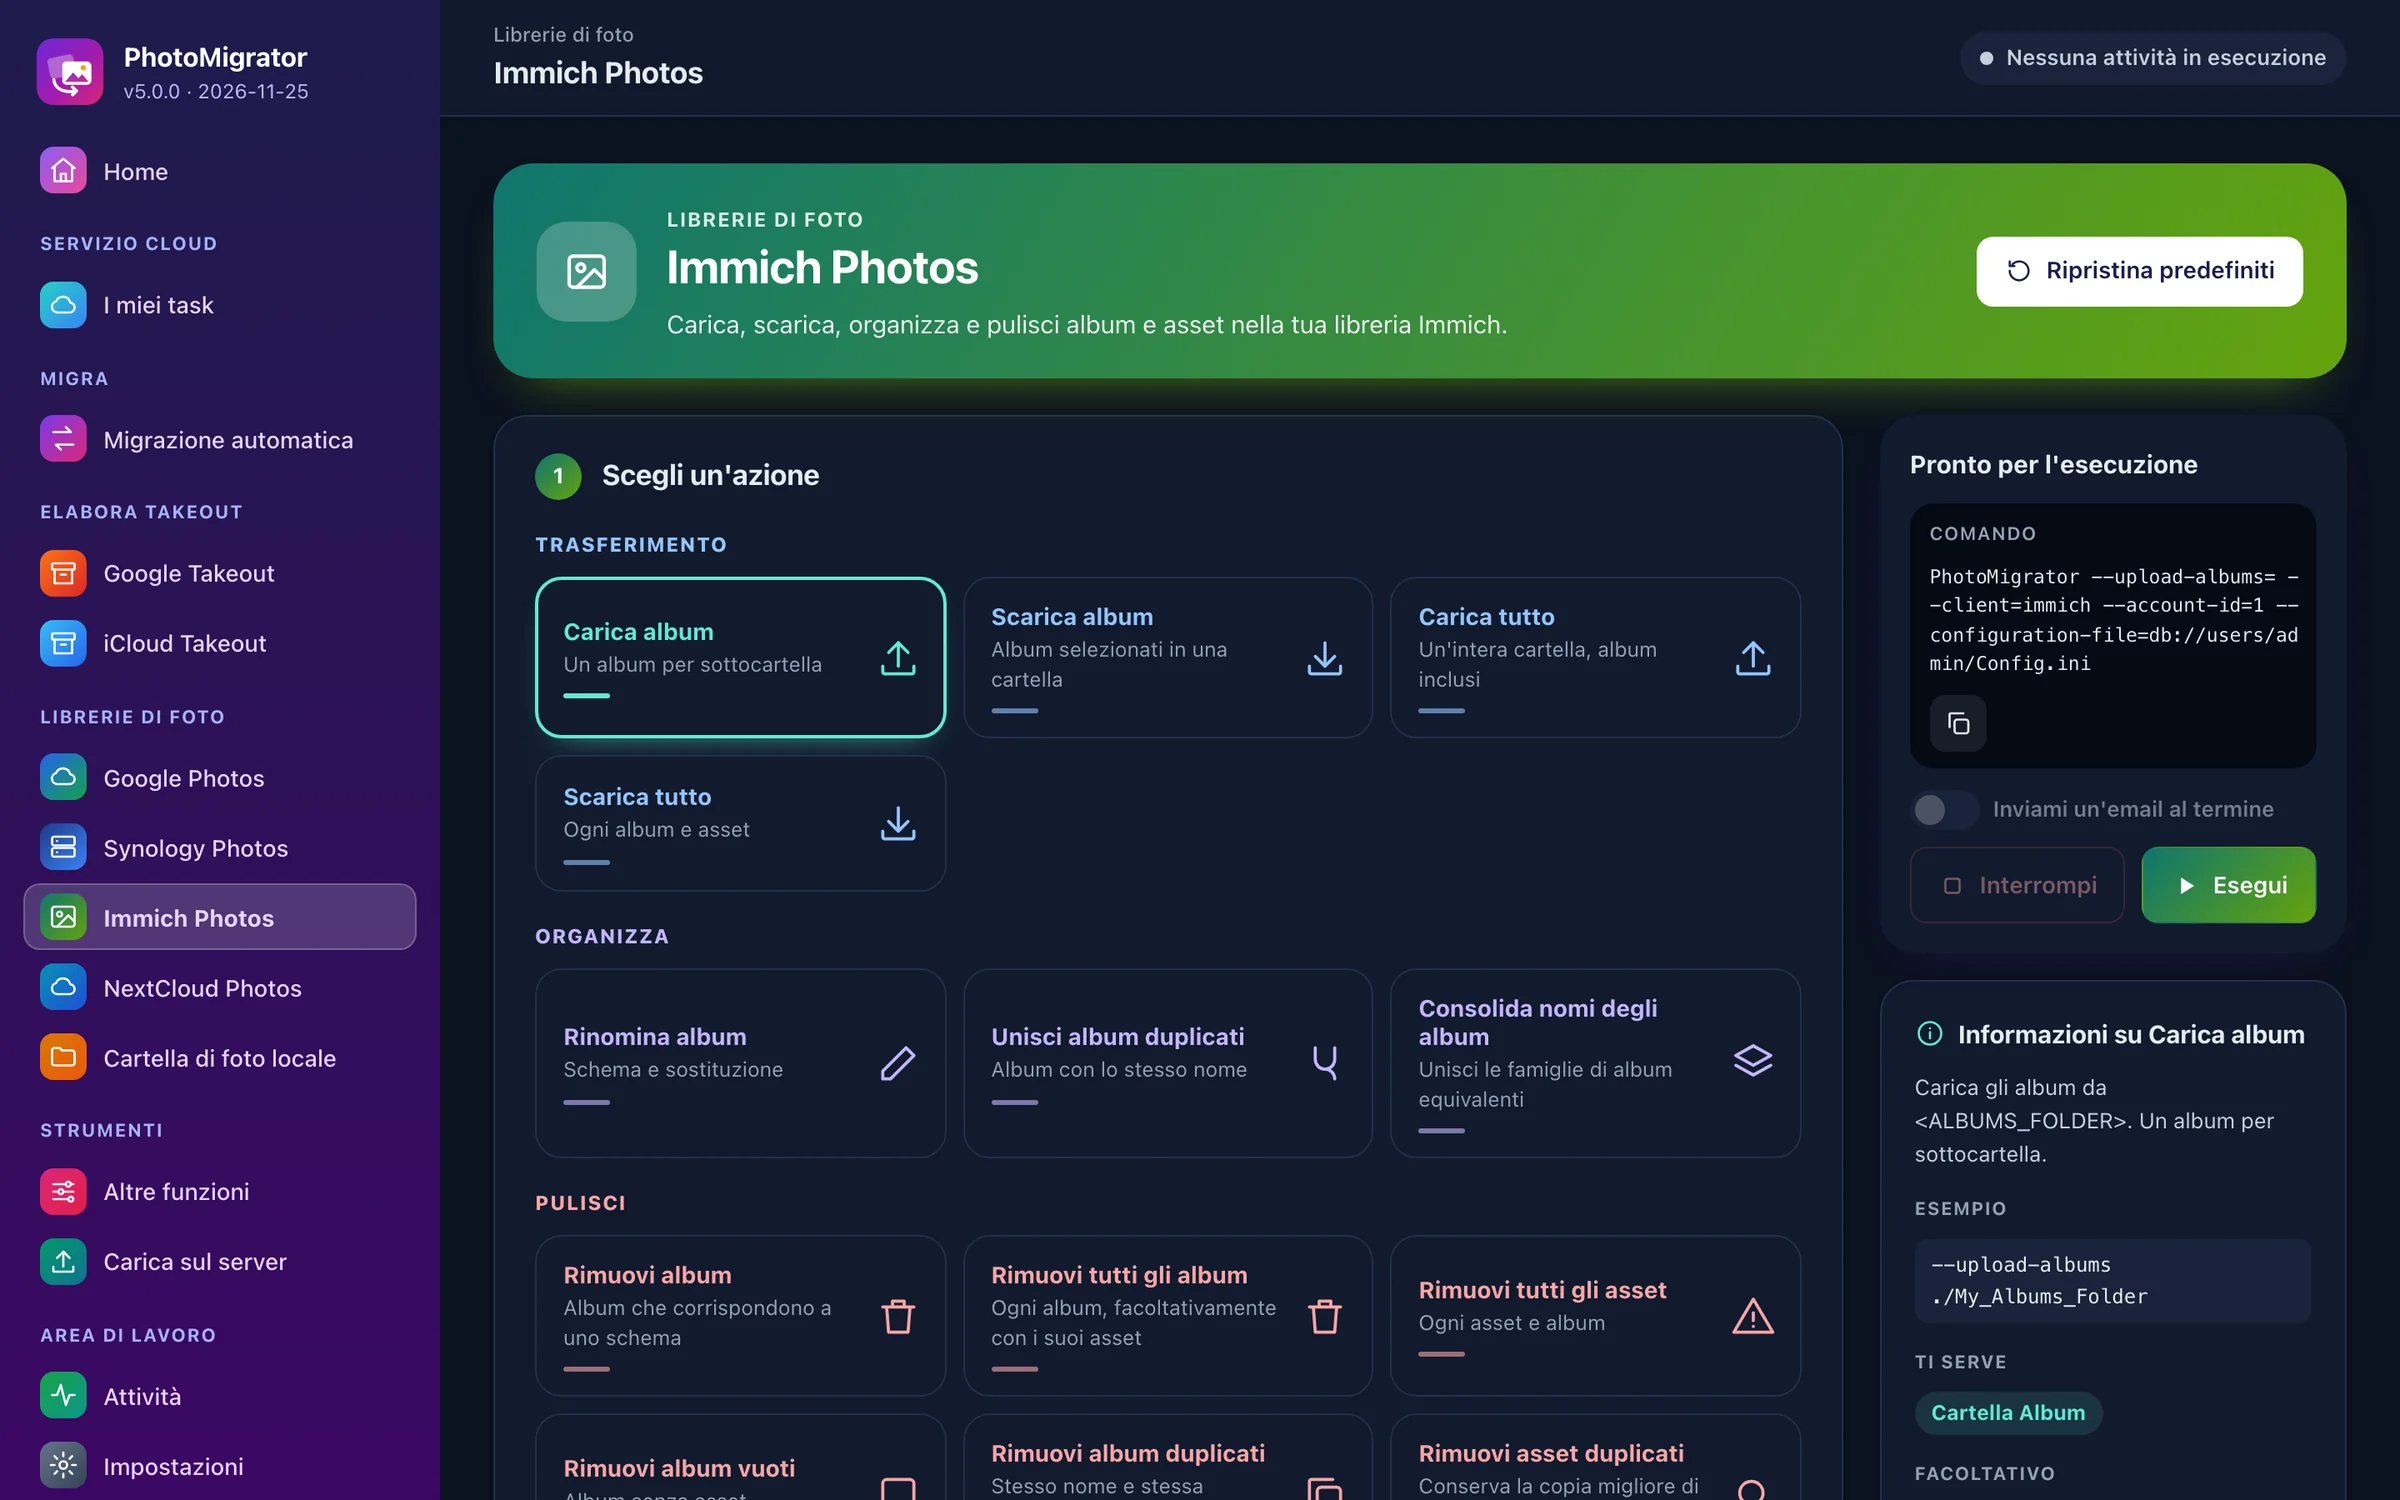 PhotoMigrator
v5.0.0 · 2026-11-25
Home
SERVIZIO CLOUD
I miei task
MIGRA
Migrazione automatica
ELABORA TAKEOUT
Google Takeout
iCloud Takeout
LIBRERIE DI FOTO
Google Photos
Synology Photos
Immich Photos
NextCloud Photos
Cartella di foto locale
STRUMENTI
Altre funzioni
Carica sul server
AREA DI LAVORO
Attività
Impostazioni
Librerie di foto
Immich Photos
Nessuna attività in esecuzione
LIBRERIE DI FOTO
Immich Photos
Carica, scarica, organizza e pulisci album e asset nella tua libreria Immich.
Ripristina predefiniti
1 Scegli un'azione
TRASFERIMENTO
Carica album
Un album per sottocartella
Scarica album
Album selezionati in una
cartella
Carica tutto
Un'intera cartella, album
inclusi
Scarica tutto
Ogni album e asset
ORGANIZZA
Rinomina album
Schema e sostituzione
Unisci album duplicati
Album con lo stesso nome
Consolida nomi degli
album
Unisci le famiglie di album
equivalenti
PULISCI
Rimuovi album
Album che corrispondono a
uno schema
Rimuovi tutti gli album
Ogni album, facoltativamente
con i suoi asset
Rimuovi tutti gli asset
Ogni asset e album
Rimuovi album vuoti
Album senza asset
Rimuovi album duplicati
Stesso nome e stessa
Rimuovi asset duplicati
Conserva la copia migliore di
Pronto per l'esecuzione
COMANDO
PhotoMigrator --upload-albums= -
-client=immich --account-id=1 --
configuration-file=db://users/ad
min/Config.ini
Inviami un'email al termine
Interrompi
Esegui
Informazioni su Carica album
Carica gli album da
<ALBUMS_FOLDER>. Un album per
sottocartella.
ESEMPIO
--upload-albums
./My_Albums_Folder
TI SERVE
Cartella Album
FACOLTATIVO